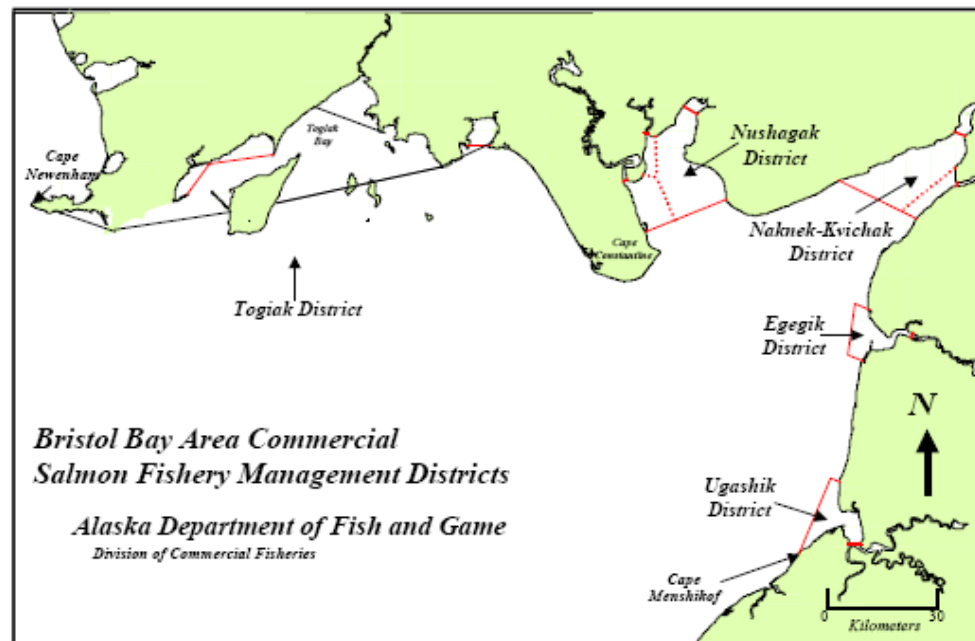 Togiak
Bay
Cape
Newenham
Nushagak
District
Naknek-Kvichak
District
Cape
Constantine
Togiak District
Egegik
District
Bristol Bay Area Commercial
Salmon Fishery Management Districts
N
Ugashik
District
Alaska Department of Fish and Game
Division of Commercial Fisheries
Cape
Menshikof
0 30
Kilometers